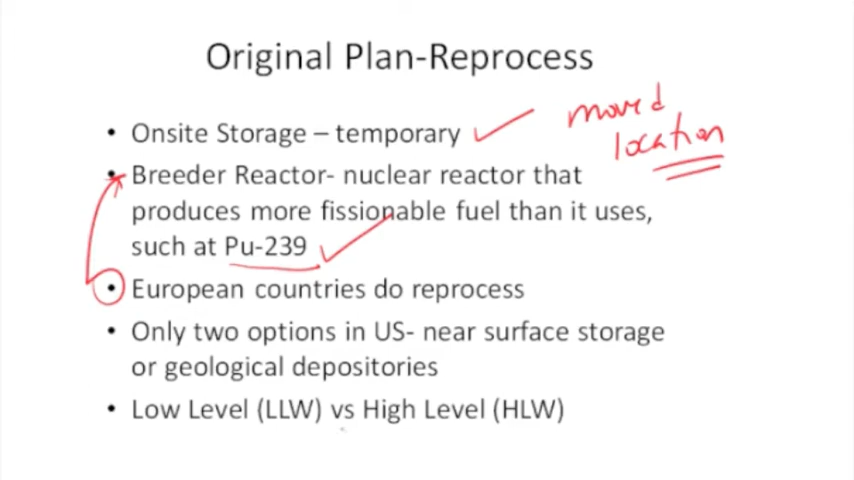 Original Plan-Reprocess
• Onsite Storage – temporary
moved
location
• Breeder Reactor- nuclear reactor that
produces more fissionable fuel than it uses,
such at Pu-239
• European countries do reprocess
• Only two options in US- near surface storage
or geological depositories
• Low Level (LLW) vs High Level (HLW)